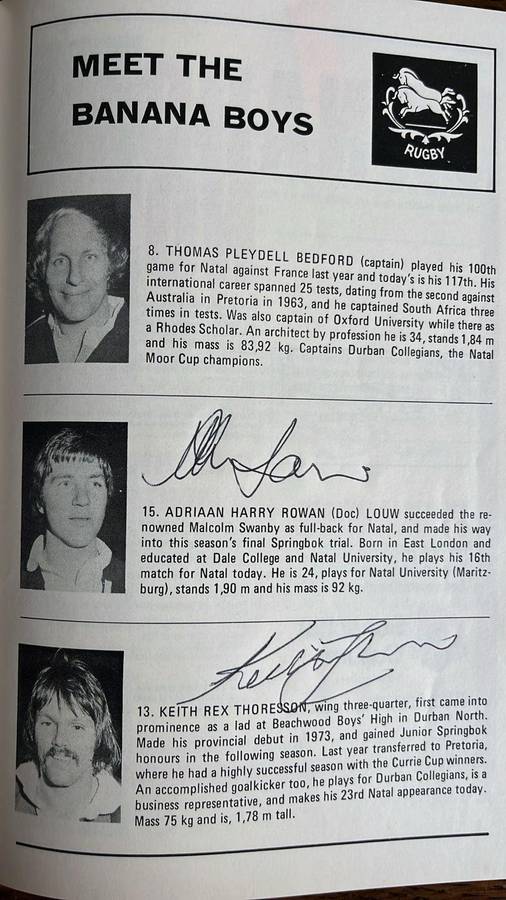 MEET THE
BANANA BOYS
RUGBY
8. THOMAS PLEYDELL BEDFORD (captain) played his 100th
game for Natal against France last year and today's is his 117th. His
international career spanned 25 tests, dating from the second against
Australia in Pretoria in 1963, and he captained South Africa three
times in tests. Was also captain of Oxford University while there as
a Rhodes Scholar. An architect by profession he is 34, stands 1,84 m
and his mass is 83,92 kg. Captains Durban Collegians, the Natal
Moor Cup champions.
15. ADRIAAN HARRY ROWAN (Doc) LOUW succeeded the re-
nowned Malcolm Swanby as full-back for Natal, and made his way
into this season's final Springbok trial. Born in East London and
educated at Dale College and Natal University, he plays his 16th
match for Natal today. He is 24, plays for Natal University (Maritz-
burg), stands 1,90 m and his mass is 92 kg.
13. KEITH REX THORESSON, wing three-quarter, first came into
prominence as a lad at Beachwood Boys' High in Durban North.
Made his provincial debut in 1973, and gained Junior Springbok
honours in the following season. Last year transferred to Pretoria,
where he had a highly successful season with the Currie Cup winners.
An accomplished goalkicker too, he plays for Durban Collegians, is a
business representative, and makes his 23rd Natal appearance today.
Mass 75 kg and is, 1,78 m tall.